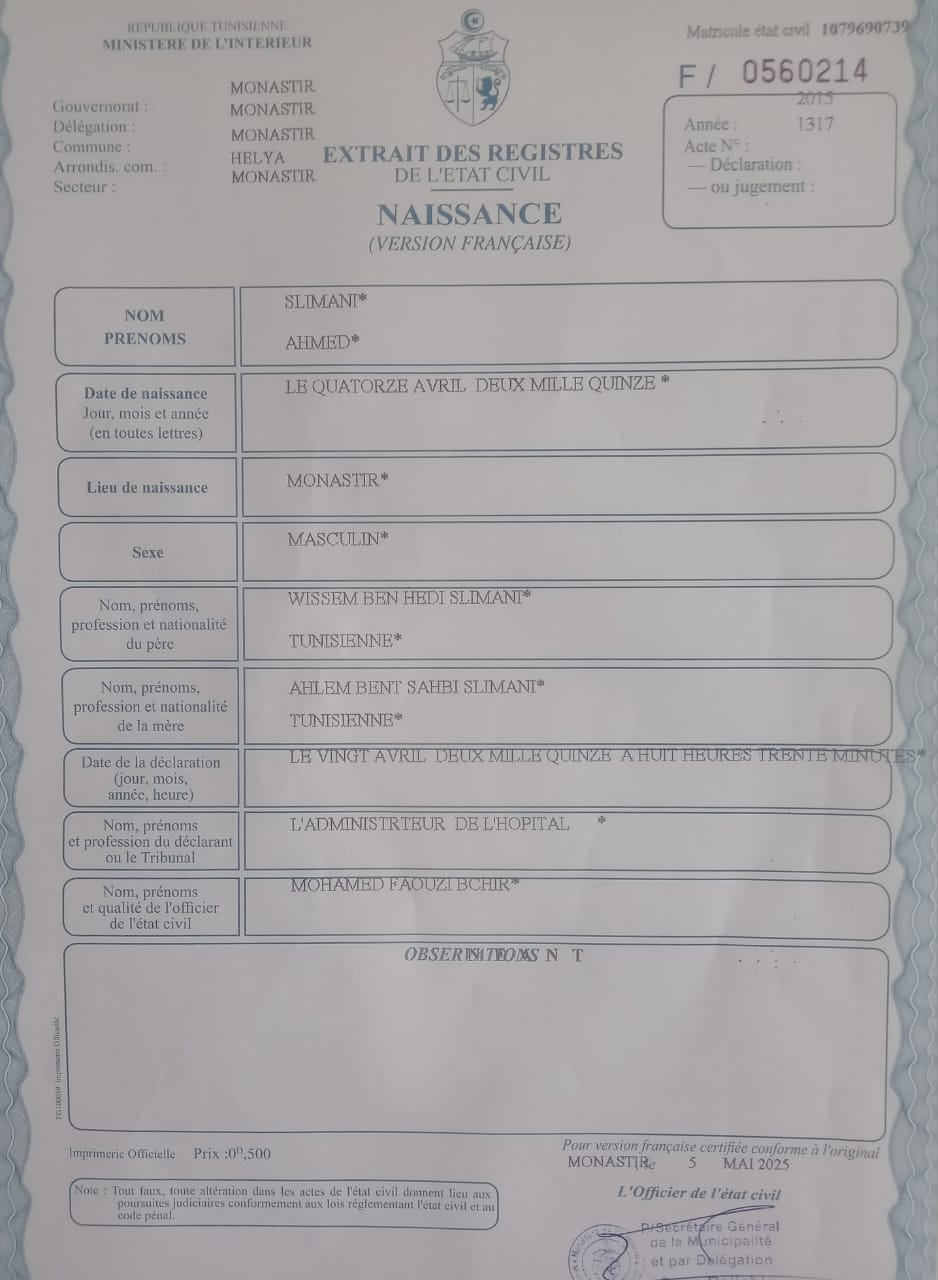 REPUBLIQUE TUNISIENNE
MINISTERE DE L'INTERIEUR
Matricule état civil 1079690739
F / 0560214
Gouvernorat : MONASTIR
Délégation : MONASTIR
Commune : MONASTIR
Arrondis. com. : HELYA
Secteur : MONASTIR
EXTRAIT DES REGISTRES
DE L'ETAT CIVIL
NAISSANCE
(VERSION FRANÇAISE)
2015
Année : 1317
Acte N° :
— Déclaration :
— ou jugement :
NOM
PRENOMS
SLIMANI*
AHMED*
Date de naissance
Jour, mois et année
(en toutes lettres)
LE QUATORZE AVRIL DEUX MILLE QUINZE *
Lieu de naissance
MONASTIR*
Sexe
MASCULIN*
Nom, prénoms,
profession et nationalité
du père
WISSEM BEN HEDI SLIMANI*
TUNISIENNE*
Nom, prénoms,
profession et nationalité
de la mère
AHLEM BENT SAHBI SLIMANI*
TUNISIENNE*
Date de la déclaration
(jour, mois,
année, heure)
LE VINGT AVRIL DEUX MILLE QUINZE A HUIT HEURES TRENTE MINUTES*
Nom, prénoms
et profession du déclarant
ou le Tribunal
L'ADMINISTRTEUR DE L'HOPITAL *
Nom, prénoms
et qualité de l'officier
de l'état civil
MOHAMED FAOUZI BCHIR*
OBSERVATIONS N T
FG100059 Imprimerie Officielle
Imprimerie Officielle Prix :0D,500
Pour version française certifiée conforme à l'original
MONASTIR, le 5 MAI 2025
Note : Tout faux, toute altération dans les actes de l'état civil donnent lieu aux
poursuites judiciaires conformement aux lois réglementant l'état civil et au
code pénal.
L'Officier de l'état civil
P/Secrétaire Général
de la Municipalité
et par Délégation